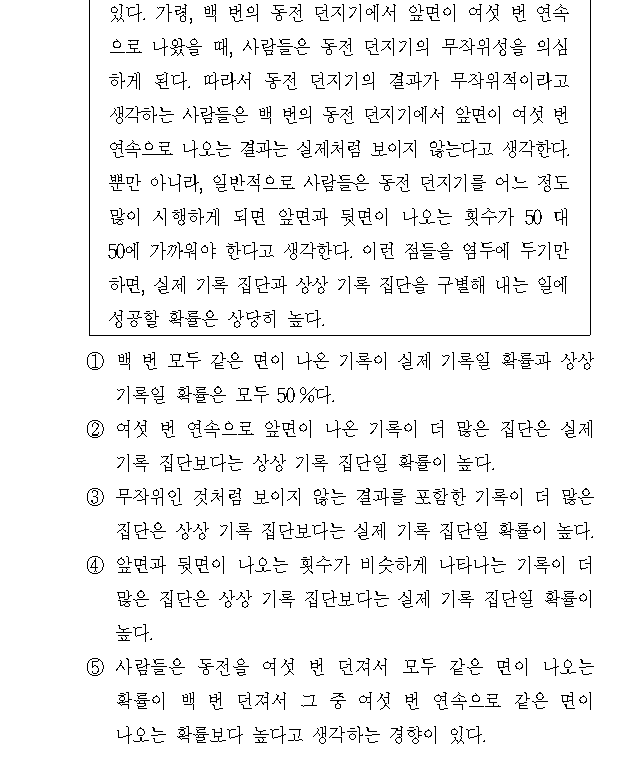 있다. 가령, 백 번의 동전 던지기에서 앞면이 여섯 번 연속
으로 나왔을 때, 사람들은 동전 던지기의 무작위성을 의심
하게 된다. 따라서 동전 던지기의 결과가 무작위적이라고
생각하는 사람들은 백 번의 동전 던지기에서 앞면이 여섯 번
연속으로 나오는 결과는 실제처럼 보이지 않는다고 생각한다.
뿐만 아니라, 일반적으로 사람들은 동전 던지기를 어느 정도
많이 시행하게 되면 앞면과 뒷면이 나오는 횟수가 50 대
50에 가까워야 한다고 생각한다. 이런 점들을 염두에 두기만
하면, 실제 기록 집단과 상상 기록 집단을 구별해 내는 일에
성공할 확률은 상당히 높다.
① 백 번 모두 같은 면이 나온 기록이 실제 기록일 확률과 상상
기록일 확률은 모두 50%다.
② 여섯 번 연속으로 앞면이 나온 기록이 더 많은 집단은 실제
기록 집단보다는 상상 기록 집단일 확률이 높다.
③ 무작위인 것처럼 보이지 않는 결과를 포함한 기록이 더 많은
집단은 상상 기록 집단보다는 실제 기록 집단일 확률이 높다.
④ 앞면과 뒷면이 나오는 횟수가 비슷하게 나타나는 기록이 더
많은 집단은 상상 기록 집단보다는 실제 기록 집단일 확률이
높다.
⑤ 사람들은 동전을 여섯 번 던져서 모두 같은 면이 나오는
확률이 백 번 던져서 그 중 여섯 번 연속으로 같은 면이
나오는 확률보다 높다고 생각하는 경향이 있다.